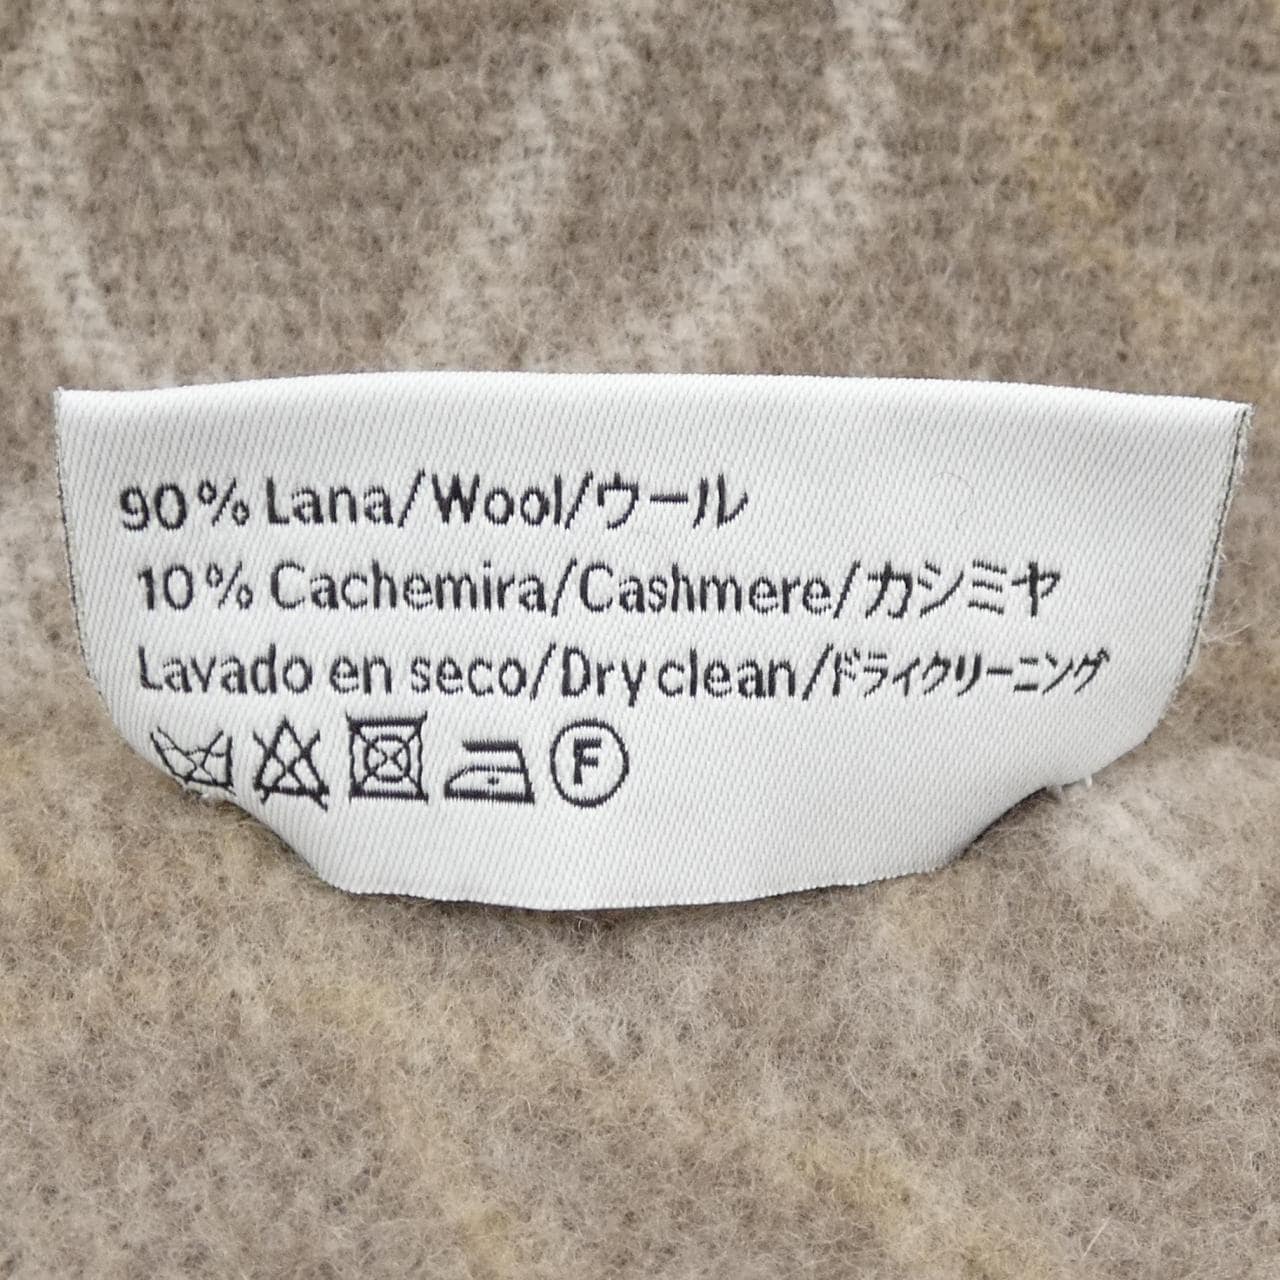 90% Lana/Wool/ウール
10% Cachemira/Cashmere/カシミヤ
Lavado en seco/Dry clean/ドライクリーニング
F